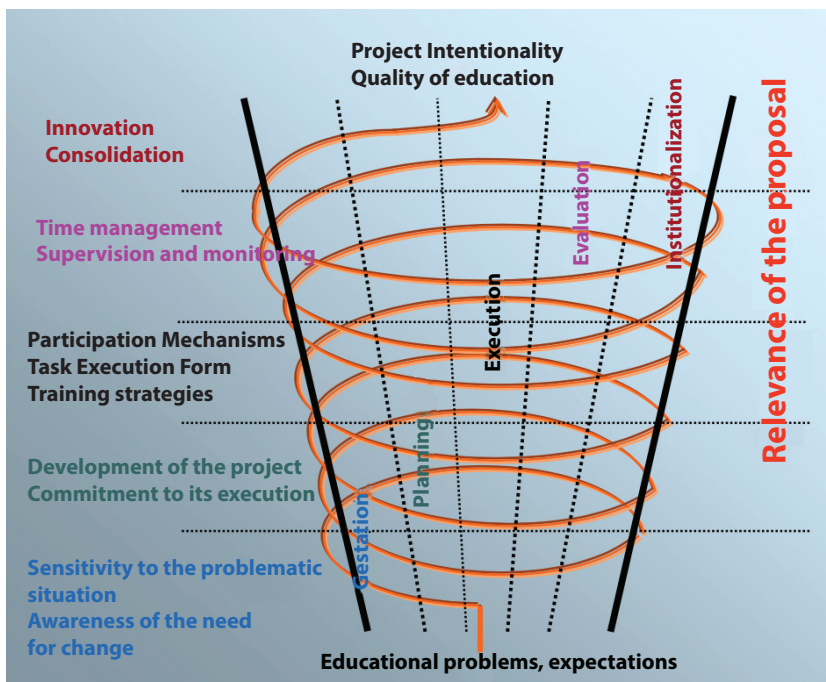 Project Intentionality
Quality of education
Innovation
Consolidation
Time management
Supervision and monitoring
Participation Mechanisms
Task Execution Form
Training strategies
Development of the project
Commitment to its execution
Sensitivity to the problematic
situation
Awareness of the need
for change
Gestation
Planning
Execution
Evaluation
Institutionalization
Relevance of the proposal
Educational problems, expectations